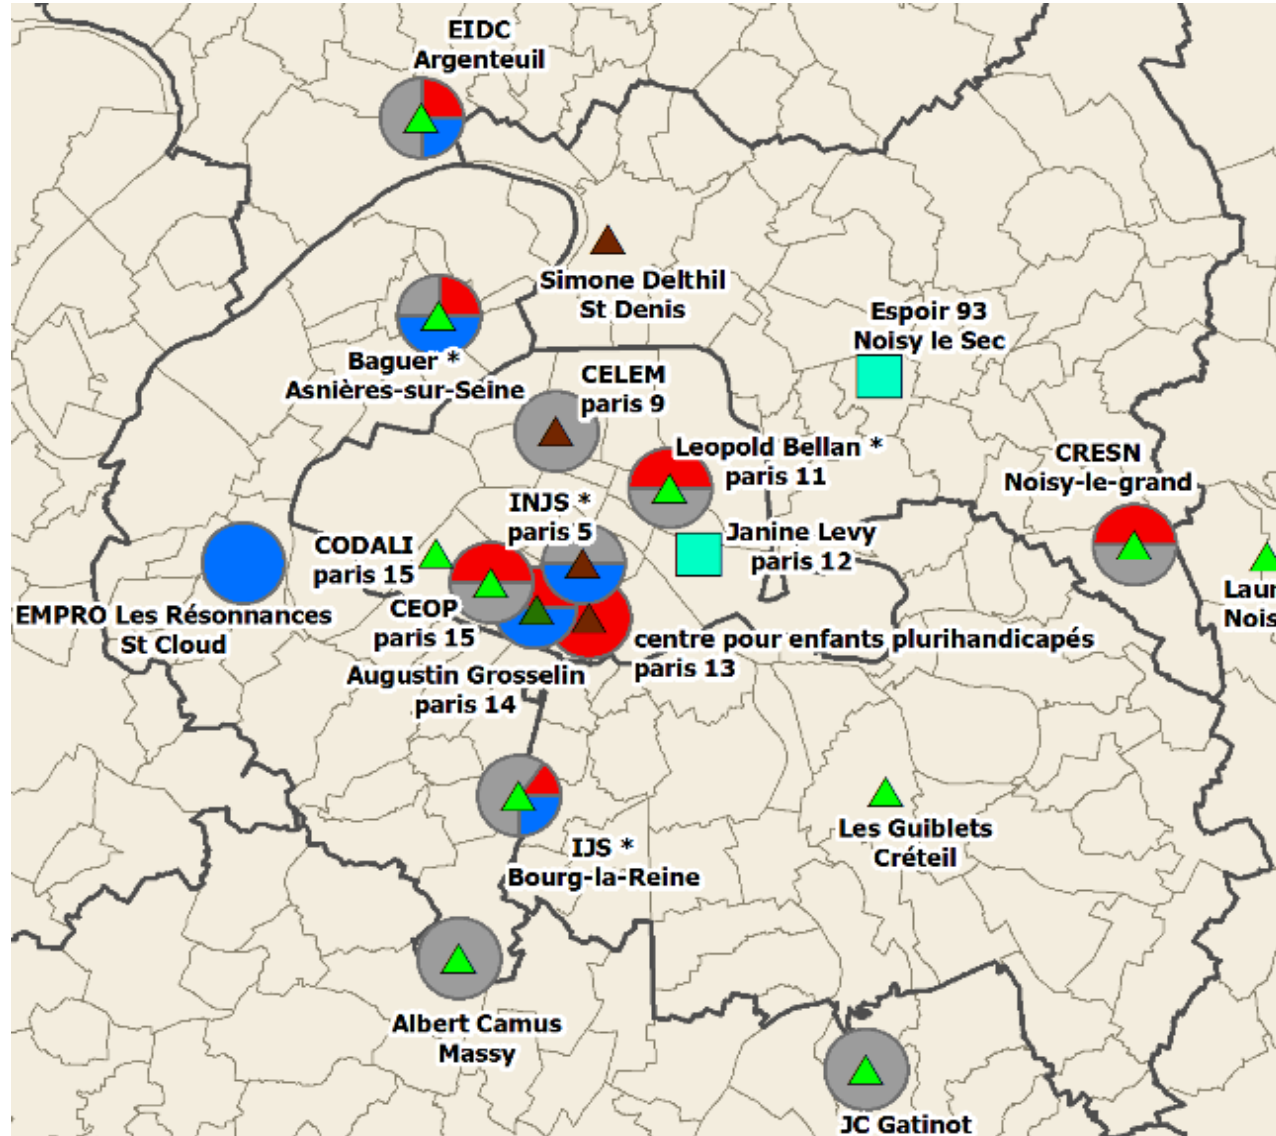 EIDC
Argenteuil
Simone Delthil
St Denis
Espoir 93
Noisy le Sec
Baguer *
Asnières-sur-Seine
CELEM
paris 9
Leopold Bellan *
paris 11
CRESN
Noisy-le-grand
INJS *
paris 5
CODALI
paris 15
Janine Levy
paris 12
Laur
Nois
EMPRO Les Résonnances
St Cloud
CEOP
paris 15
centre pour enfants plurihandicapés
paris 13
Augustin Grosselin
paris 14
Les Guiblets
Créteil
IJS *
Bourg-la-Reine
Albert Camus
Massy
JC Gatinot